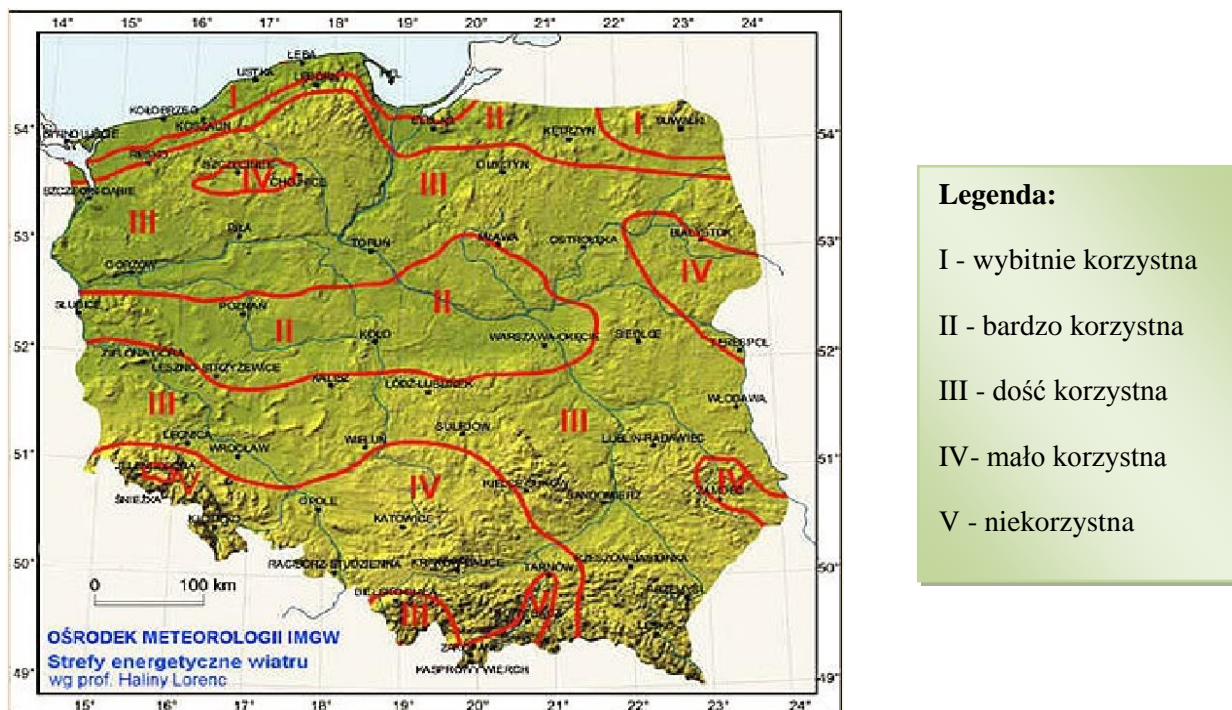 14° 15° 16° 17° 18° 19° 20° 21° 22° 23° 24°
ŁEBA
USTKA
LĘBORK
HEL
I
KOŁOBRZEG
KOSZALIN
54°
ELBLĄG
II
KĘTRZYN
I
SUWAŁKI
54°
RESKO
SZCZECINEK
IV
CHOJNICE
OLSZTYN
III
SZCZECIN-DĄBIE
III
53°
PIŁA
TORUŃ
MŁAWA
OSTROŁĘKA
BIAŁYSTOK
53°
IV
GORZÓW
SŁUBICE
POZNAŃ
II
II
KOŁO
WARSZAWA-OKĘCIE
SIEDLCE
TERESPOL
52°
52°
ZIELONA GÓRA
LESZNO-STRZYŻEWICE
KALISZ
ŁÓDŹ-LUBLINEK
III
III
WŁODAWA
SULEJÓW
LEGNICA
WROCŁAW
WIELUŃ
LUBLIN-RADAWIEC
51°
51°
V
IV
IV
ZAMOŚĆ
ŚNIEŻKA
KIELCE-SUKÓW
SANDOMIERZ
OPOLE
KŁODZKO
KATOWICE
50°
RACIBÓRZ-STUDZIENNA
KRAKÓW-BALICE
TARNÓW
RZESZÓW-JASIONKA
50°
0 100 km
BIELSKO-BIAŁA
III
V
PRZEMYŚL
OŚRODEK METEOROLOGII IMGW
ZAKOPANE
Strefy energetyczne wiatru
KASPROWY WIERCH
49°
wg prof. Haliny Lorenc
49°
15° 16° 17° 18° 19° 20° 21° 22° 23° 24°
Legenda:
I - wybitnie korzystna
II - bardzo korzystna
III - dość korzystna
IV- mało korzystna
V - niekorzystna